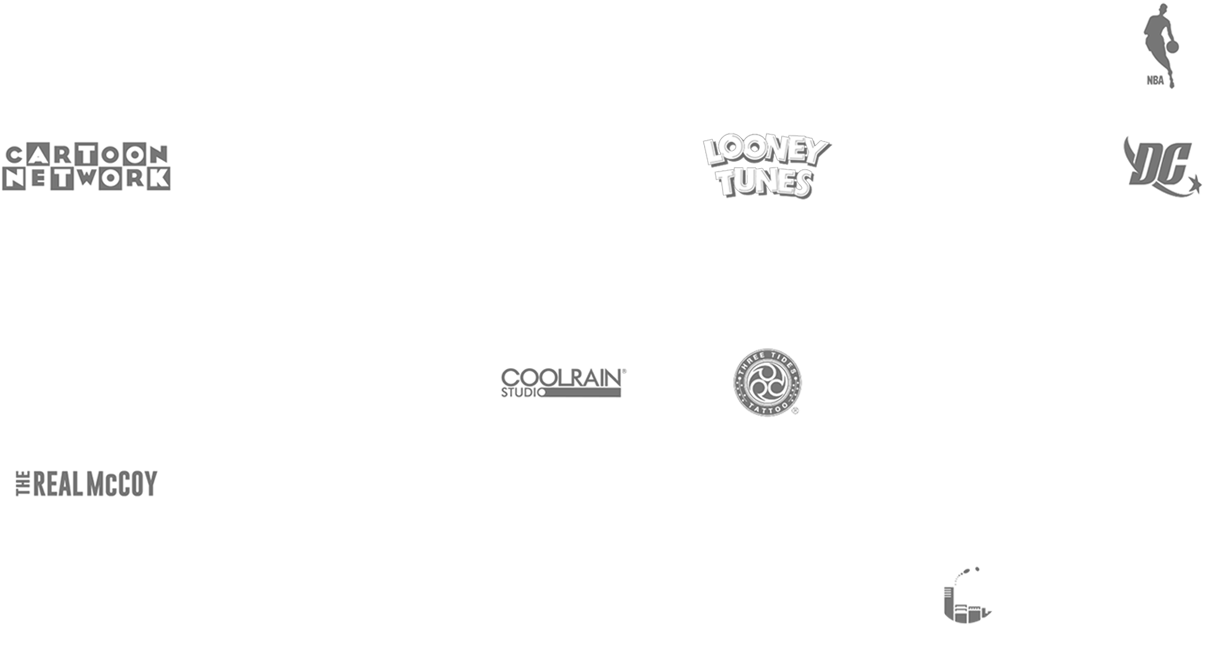 NBA
CARTOON
NETWORK
LOONEY
TUNES
DC
COOLRAIN®
STUDIO
THREE TIDES
TATTOO
®
THE REAL McCOY